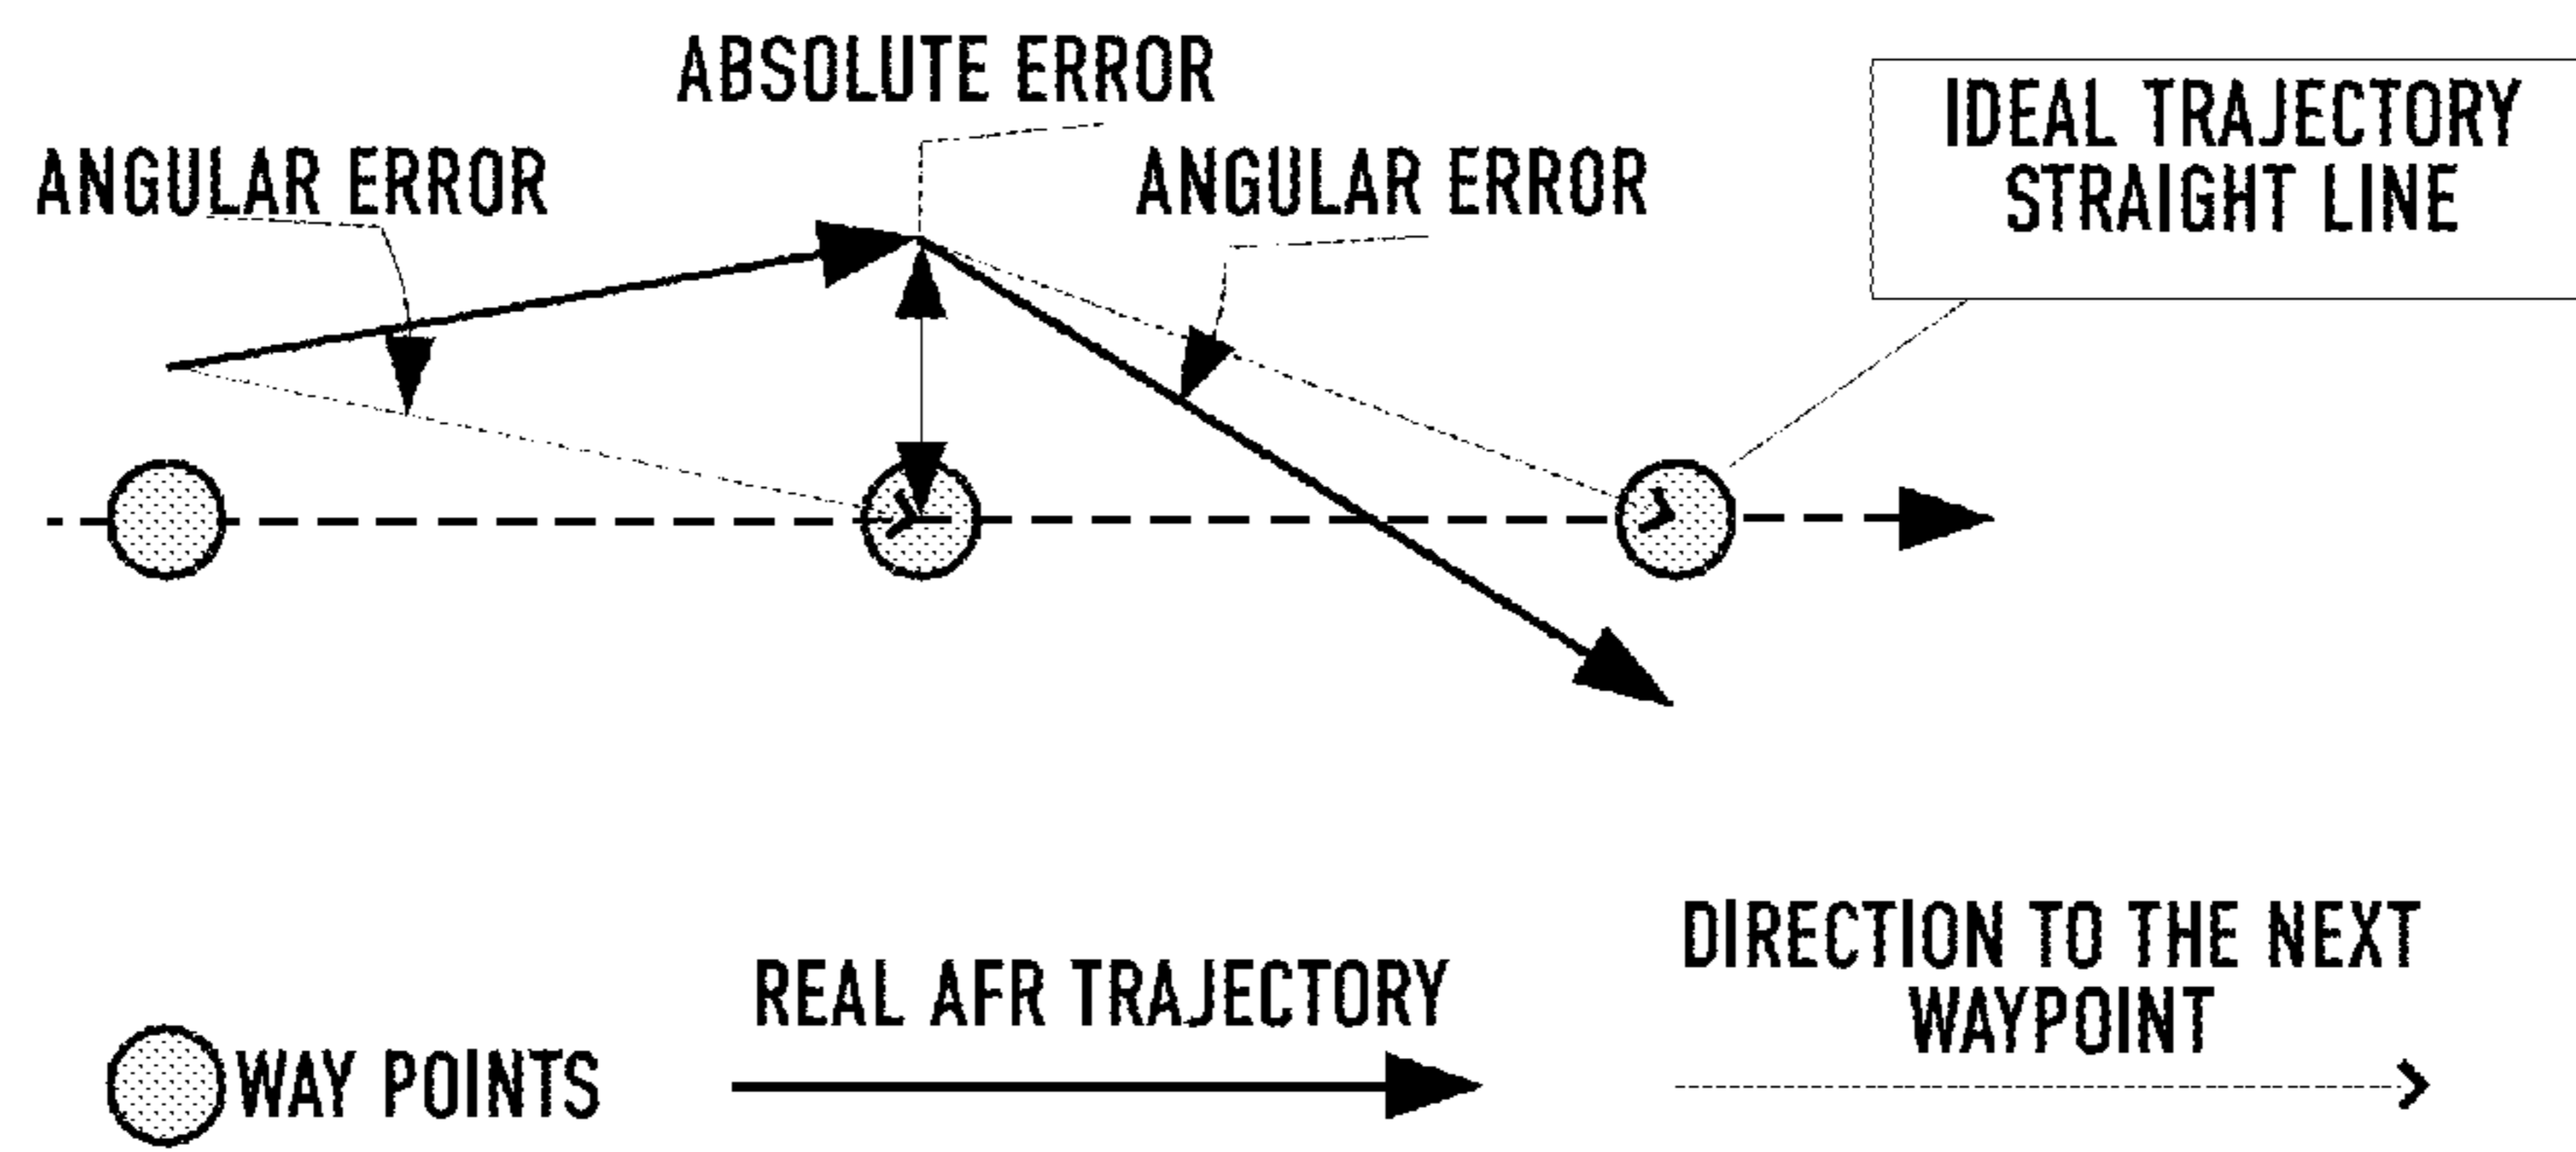 ABSOLUTE ERROR
ANGULAR ERROR
ANGULAR ERROR
IDEAL TRAJECTORY
STRAIGHT LINE
WAY POINTS
REAL AFR TRAJECTORY
DIRECTION TO THE NEXT
WAYPOINT